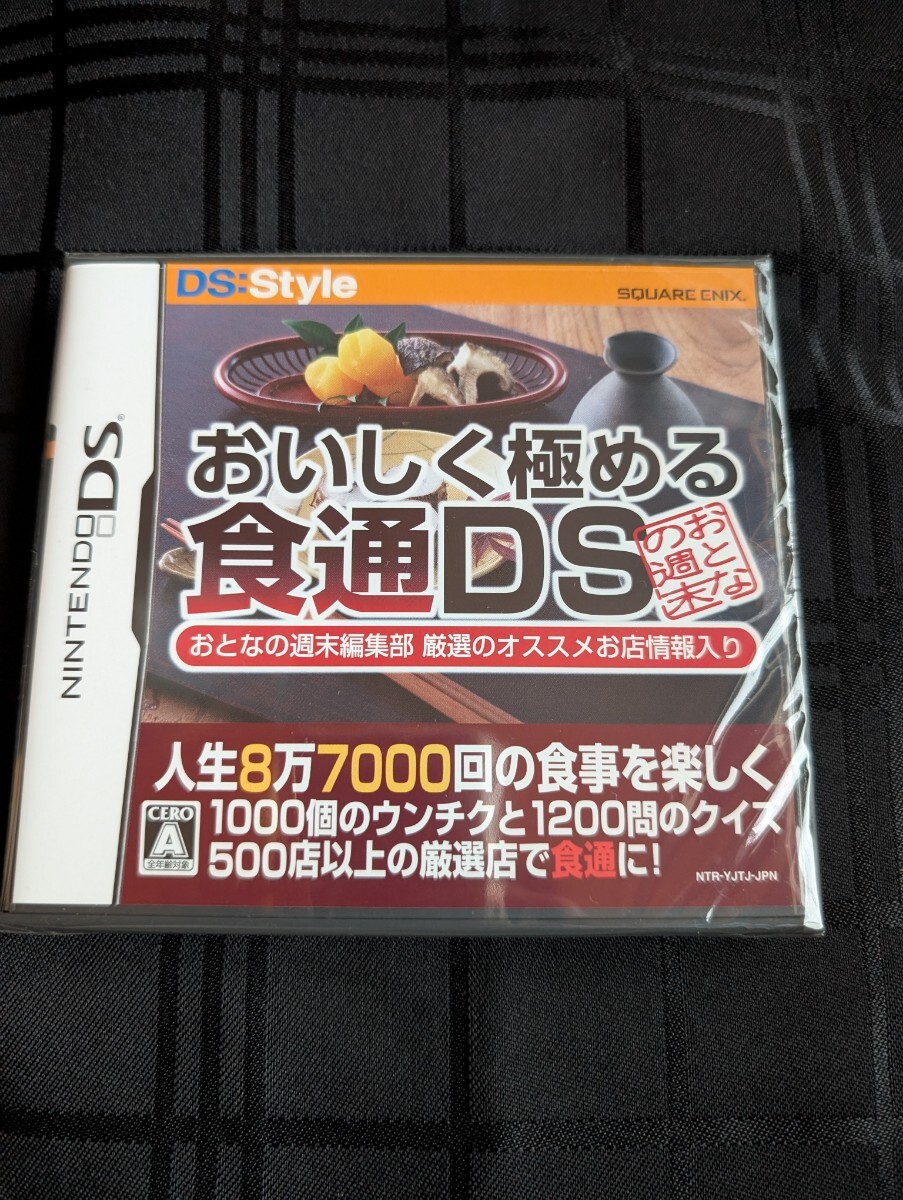 DS:Style
SQUARE ENIX®
NINTENDO DS®
おいしく極める
食通DS
おとな
の週末
おとなの週末編集部 厳選のオススメお店情報入り
人生8万7000回の食事を楽しく
1000個のウンチクと1200問のクイズ
500店以上の厳選店で食通に!
CERO
A
全年齢対象
NTR-YJTJ-JPN